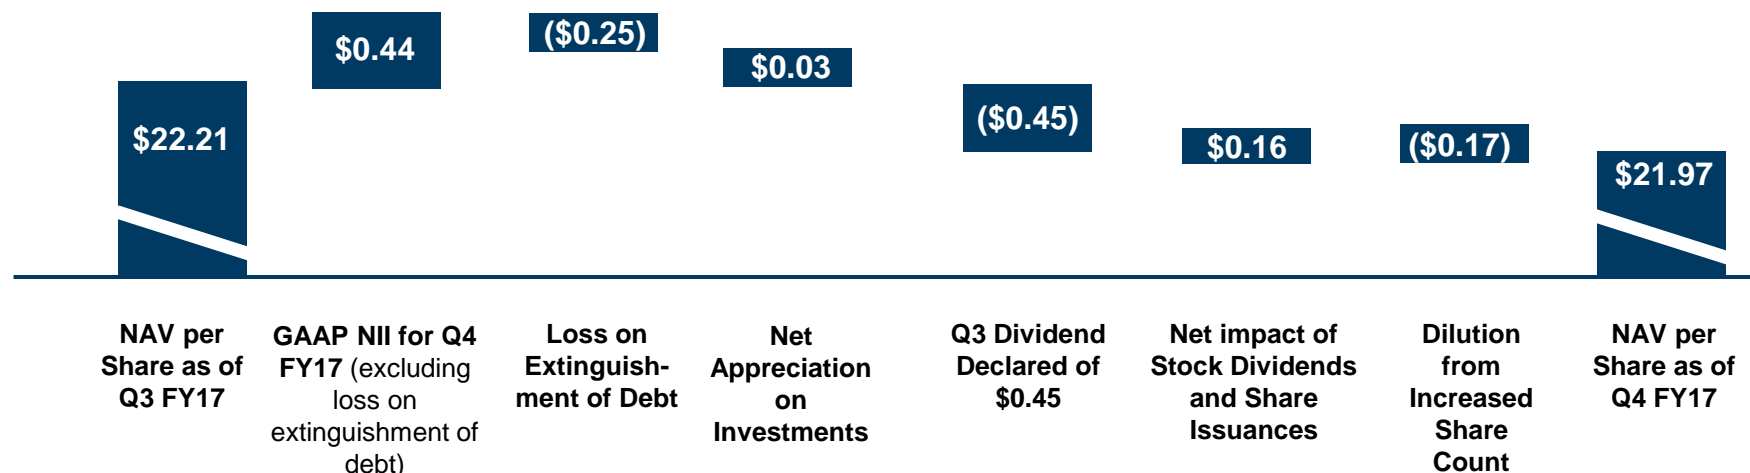 $0.44
($0.25)
$0.03
$22.21
($0.45)
$0.16
($0.17)
$21.97
NAV per
Share as of
Q3 FY17
GAAP NII for Q4
FY17 (excluding
loss on
extinguishment of
debt)
Loss on
Extinguish-
ment of Debt
Net
Appreciation
on
Investments
Q3 Dividend
Declared of
$0.45
Net impact of
Stock Dividends
and Share
Issuances
Dilution
from
Increased
Share
Count
NAV per
Share as of
Q4 FY17